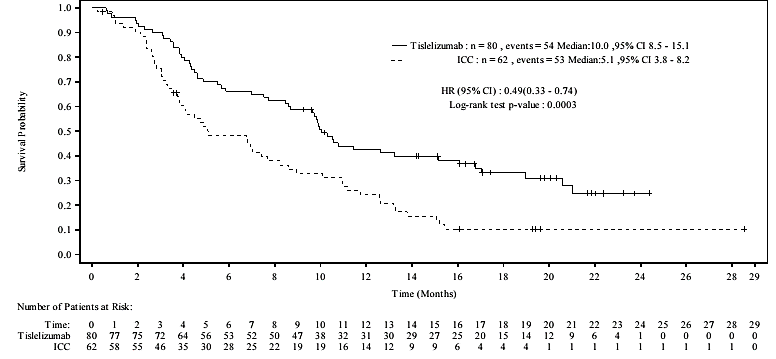 1.0
0.9
0.8
0.7
0.6
0.5
0.4
0.3
0.2
0.1
0.0
Survival Probability
Tislelizumab : n = 80 , events = 54 Median:10.0 ,95% CI 8.5 - 15.1
ICC : n = 62 , events = 53 Median:5.1 ,95% CI 3.8 - 8.2
HR (95% CI) : 0.49(0.33 - 0.74)
Log-rank test p-value : 0.0003
0 2 4 6 8 10 12 14 16 18 20 22 24 26 28 29
Time (Months)
Number of Patients at Risk:
Time: 0 1 2 3 4 5 6 7 8 9 10 11 12 13 14 15 16 17 18 19 20 21 22 23 24 25 26 27 28 29
Tislelizumab 80 77 75 72 64 56 53 52 50 47 38 32 31 30 29 27 25 20 15 14 12 9 6 4 1 0 0 0 0 0
ICC 62 58 55 46 35 30 28 25 22 19 19 16 14 12 9 9 6 4 4 4 1 1 1 1 1 1 1 1 1 0